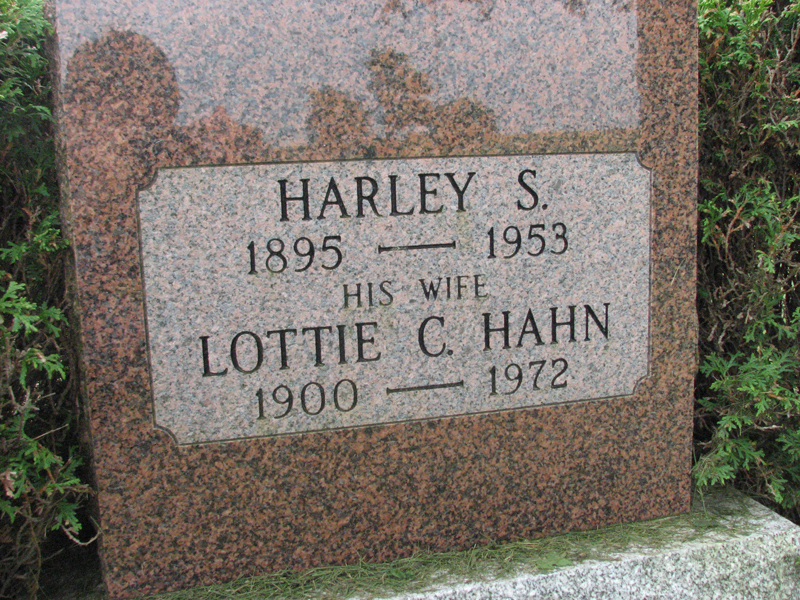 HARLEY S.
1895 — 1953
HIS WIFE
LOTTIE C. HAHN
1900 — 1972